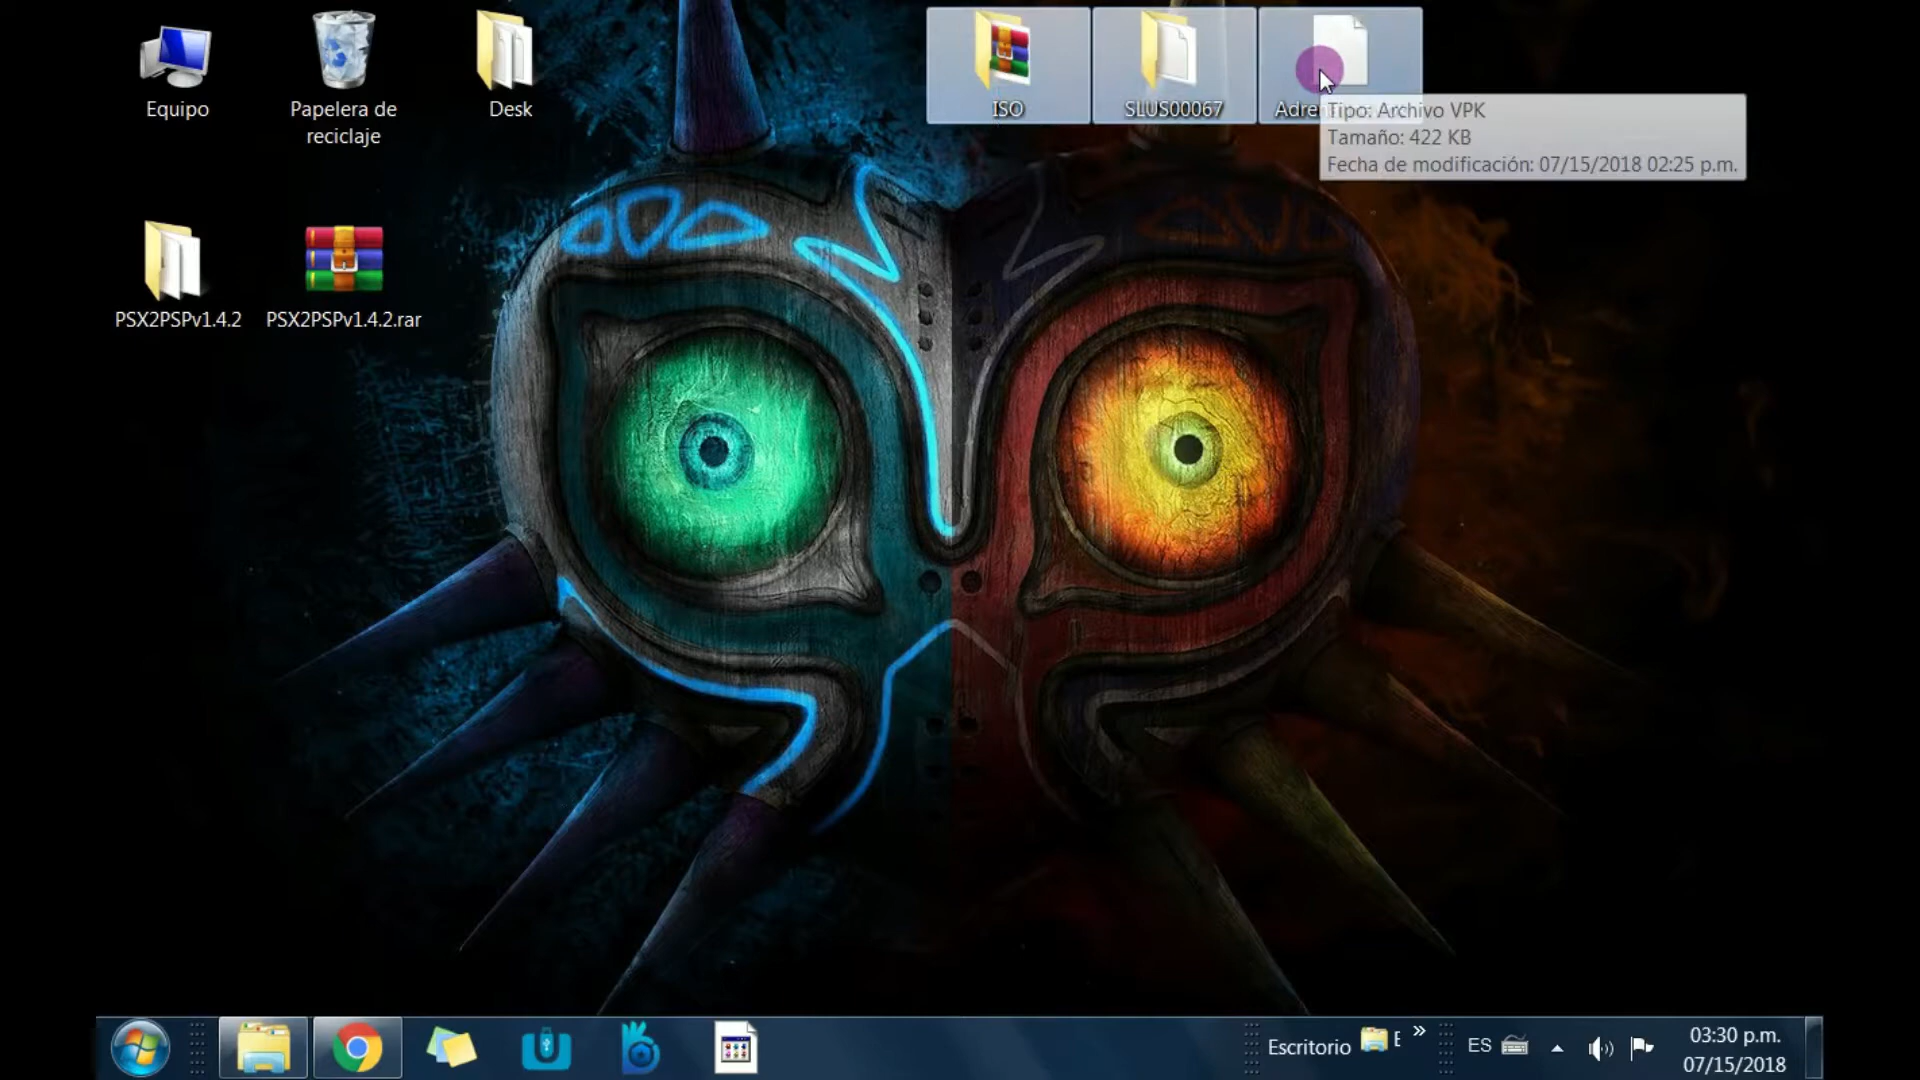 Equipo
Papelera de
reciclaje
Desk
ISO
SLUS00067
Tipo: Archivo VPK
Tamaño: 422 KB
Fecha de modificación: 07/15/2018 02:25 p.m.
PSX2PSPv1.4.2
PSX2PSPv1.4.2.rar
Escritorio
E
»
ES
03:30 p.m.
07/15/2018